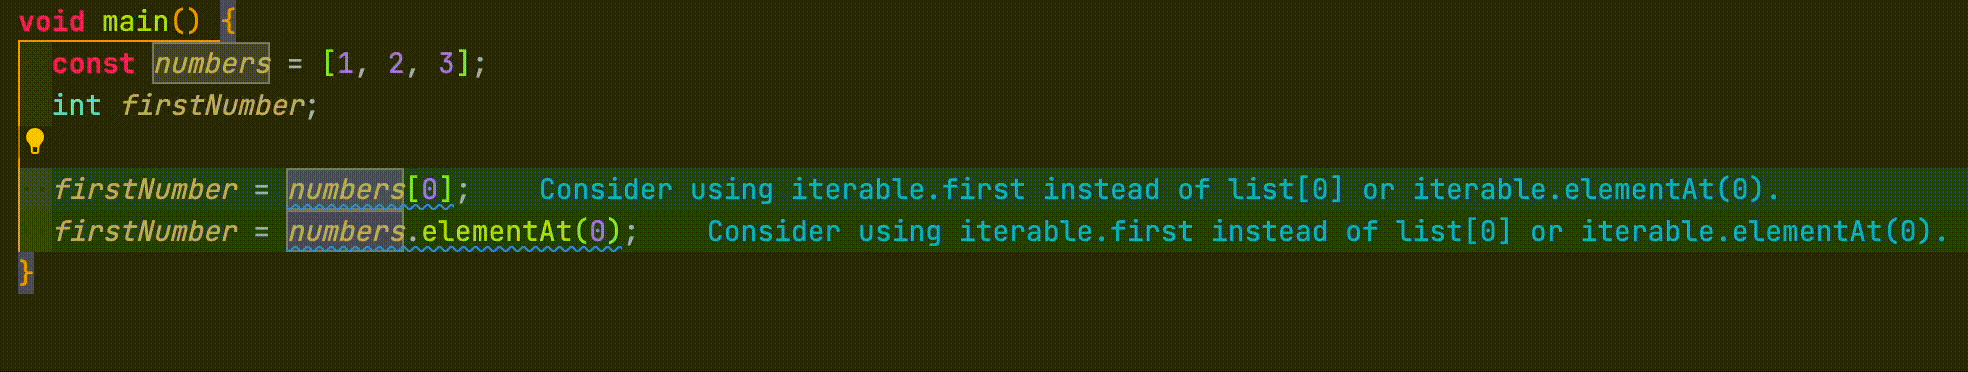 void main() {
const numbers = [1, 2, 3];
int firstNumber;
firstNumber = numbers[0]; Consider using iterable.first instead of list[0] or iterable.elementAt(0).
firstNumber = numbers.elementAt(0); Consider using iterable.first instead of list[0] or iterable.elementAt(0).
}